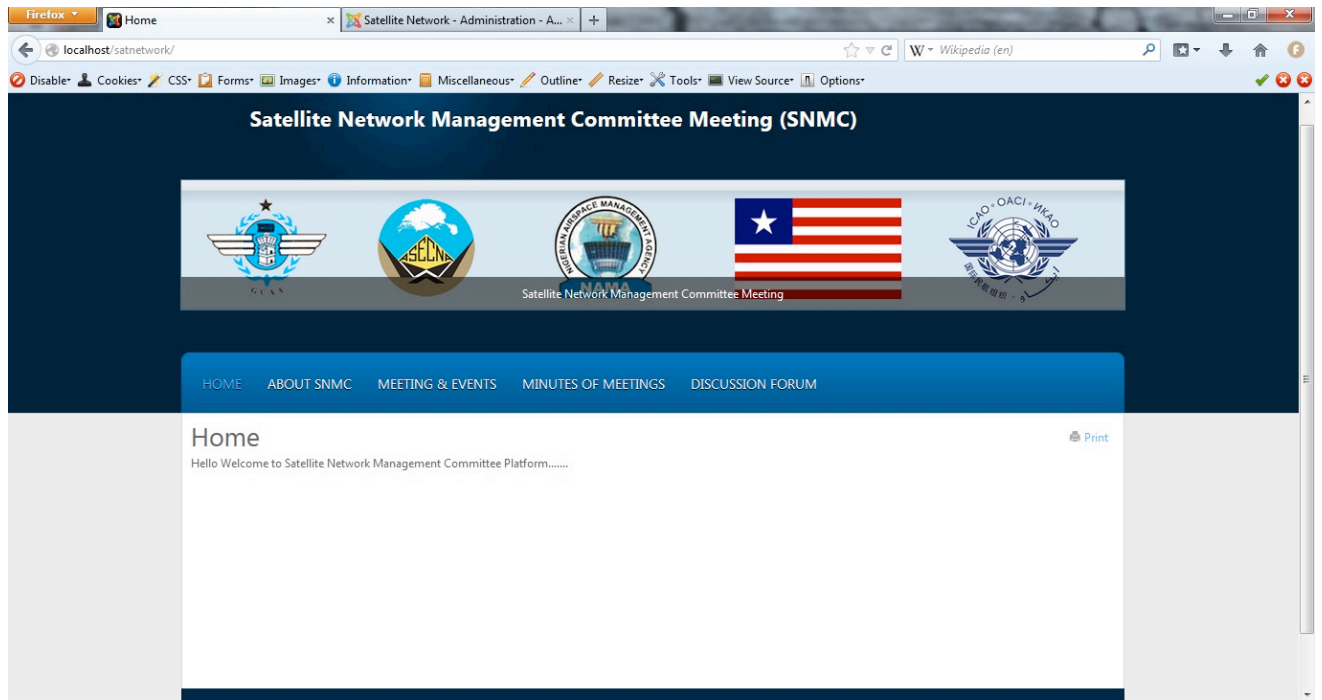 Firefox
Home
Satellite Network - Administration - A...
localhost/satnetwork/
W
Wikipedia (en)
Disable
Cookies
CSS
Forms
Images
Information
Miscellaneous
Outline
Resize
Tools
View Source
Options
Satellite Network Management Committee Meeting (SNMC)
GCAA
ASECNA
NIGERIAN AIRSPACE MANAGEMENT AGENCY
NAMA
ICAO · OACI · ИКАО
Satellite Network Management Committee Meeting
HOME
ABOUT SNMC
MEETING & EVENTS
MINUTES OF MEETINGS
DISCUSSION FORUM
Home
Print
Hello Welcome to Satellite Network Management Committee Platform.......